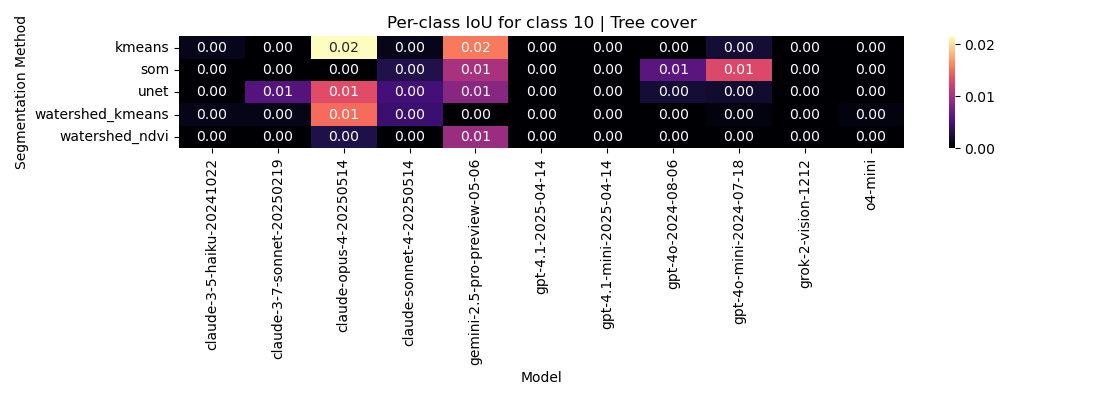 Per-class IoU for class 10 | Tree cover
Segmentation Method
kmeans 0.00 0.00 0.02 0.00 0.02 0.00 0.00 0.00 0.00 0.00 0.00
som 0.00 0.00 0.00 0.00 0.01 0.00 0.00 0.01 0.01 0.00 0.00
unet 0.00 0.01 0.01 0.00 0.01 0.00 0.00 0.00 0.00 0.00 0.00
watershed_kmeans 0.00 0.00 0.01 0.00 0.00 0.00 0.00 0.00 0.00 0.00 0.00
watershed_ndvi 0.00 0.00 0.00 0.00 0.01 0.00 0.00 0.00 0.00 0.00 0.00
claude-3-5-haiku-20241022
claude-3-7-sonnet-20250219
claude-opus-4-20250514
claude-sonnet-4-20250514
gemini-2.5-pro-preview-05-06
gpt-4.1-2025-04-14
gpt-4.1-mini-2025-04-14
gpt-4o-2024-08-06
gpt-4o-mini-2024-07-18
grok-2-vision-1212
o4-mini
Model
0.02
0.01
0.00